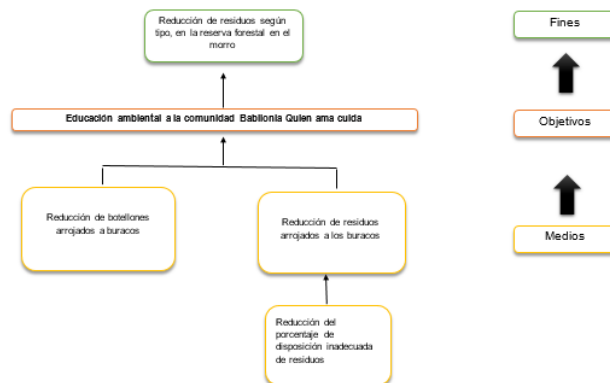 Reducción de residuos según
tipo, en la reserva forestal en el
morro
Fines
Educación ambiental a la comunidad Babilionia Quien ama cuida
Objetivos
Reducción de botellones
arrojados a buracos
Reducción de residuos
arrojados a los buracos
Medios
Reducción del
porcentaje de
disposición inadecuada
de residuos